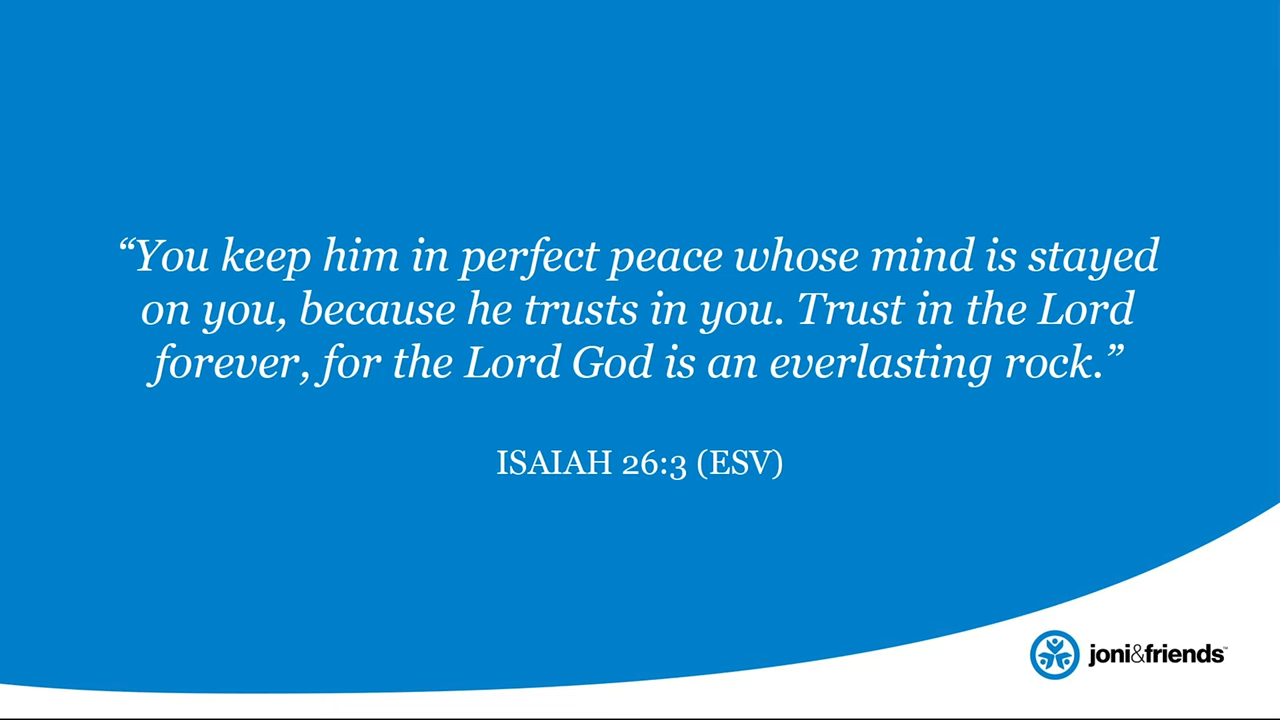 “You keep him in perfect peace whose mind is stayed
on you, because he trusts in you. Trust in the Lord
forever, for the Lord God is an everlasting rock.”
ISAIAH 26:3 (ESV)
joni&friends™